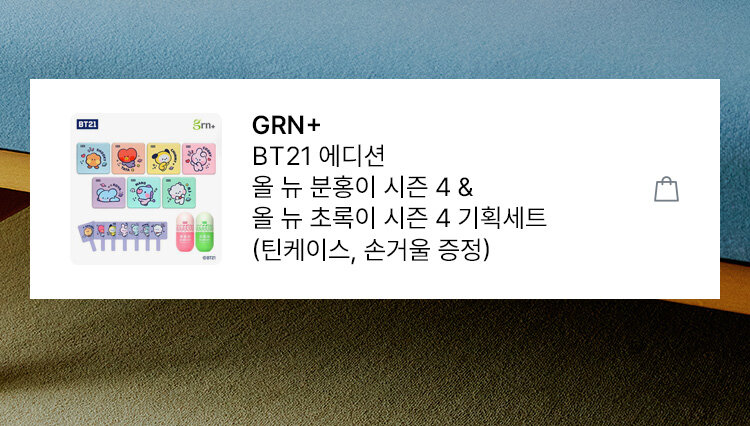 BT21
grn+
GRN+
BT21 에디션
올 뉴 분홍이 시즌 4 &
올 뉴 초록이 시즌 4 기획세트
(틴케이스, 손거울 증정)
©BT21